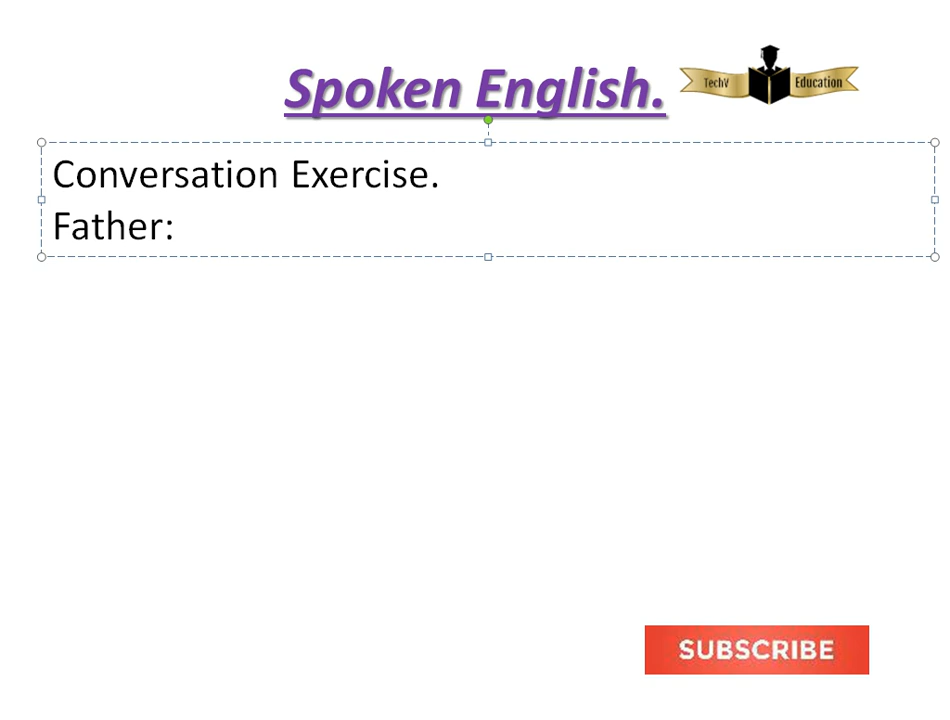 Spoken English.
TechV Education
Conversation Exercise.
Father:
SUBSCRIBE